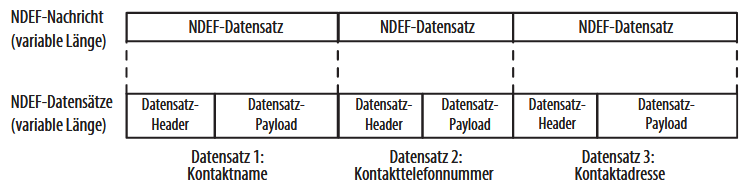 NDEF-Nachricht
(variable Länge)
NDEF-Datensatz NDEF-Datensatz NDEF-Datensatz
NDEF-Datensätze
(variable Länge)
Datensatz- Datensatz- Datensatz- Datensatz- Datensatz- Datensatz-
Header Payload Header Payload Header Payload
Datensatz 1: Datensatz 2: Datensatz 3:
Kontaktname Kontakttelefonnummer Kontaktadresse